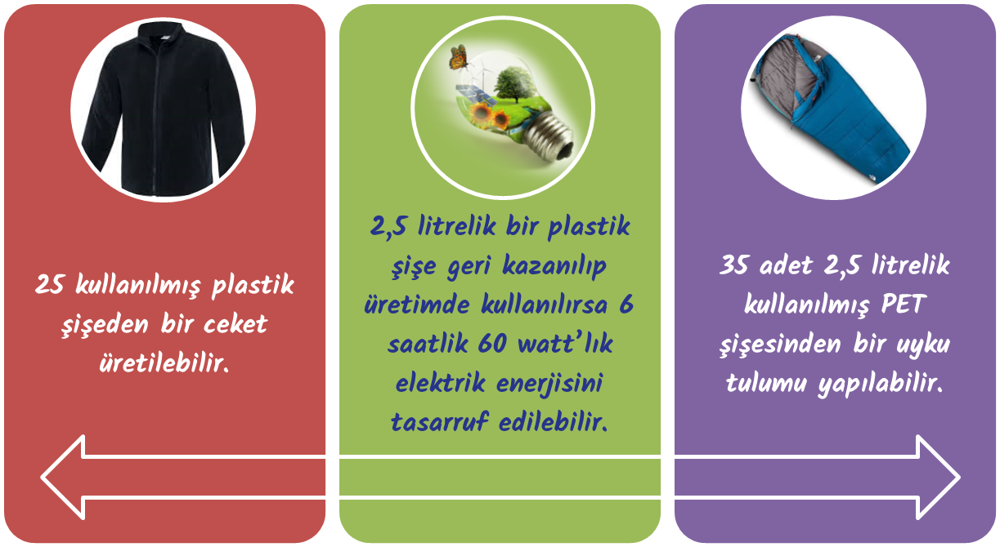 25 kullanılmış plastik
şişeden bir ceket
üretilebilir.
2,5 litrelik bir plastik
şişe geri kazanılıp
üretimde kullanılırsa 6
saatlik 60 watt’lık
elektrik enerjisini
tasarruf edilebilir.
35 adet 2,5 litrelik
kullanılmış PET
şişesinden bir uyku
tulumu yapılabilir.